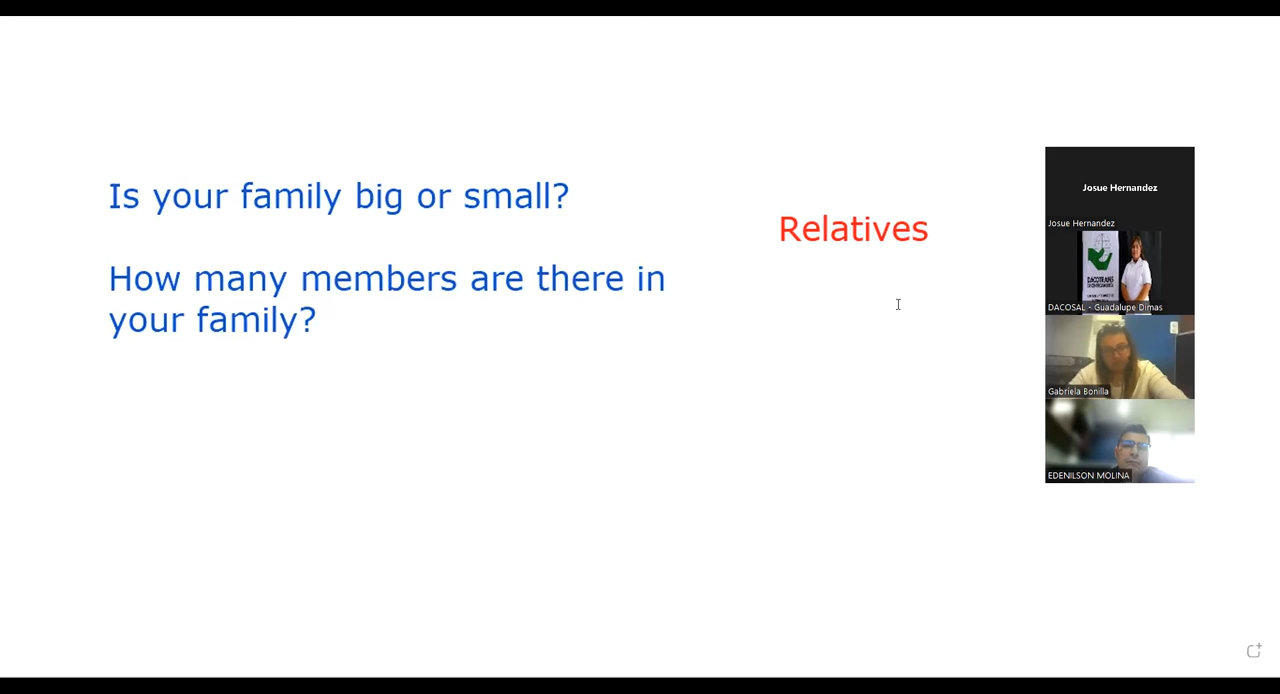 Is your family big or small?
How many members are there in
your family?
Relatives
Josue Hernandez
Josue Hernandez
DACOTRANS
DACOSAL - Guadalupe Dimas
Gabriela Bonilla
EDENILSON MOLINA